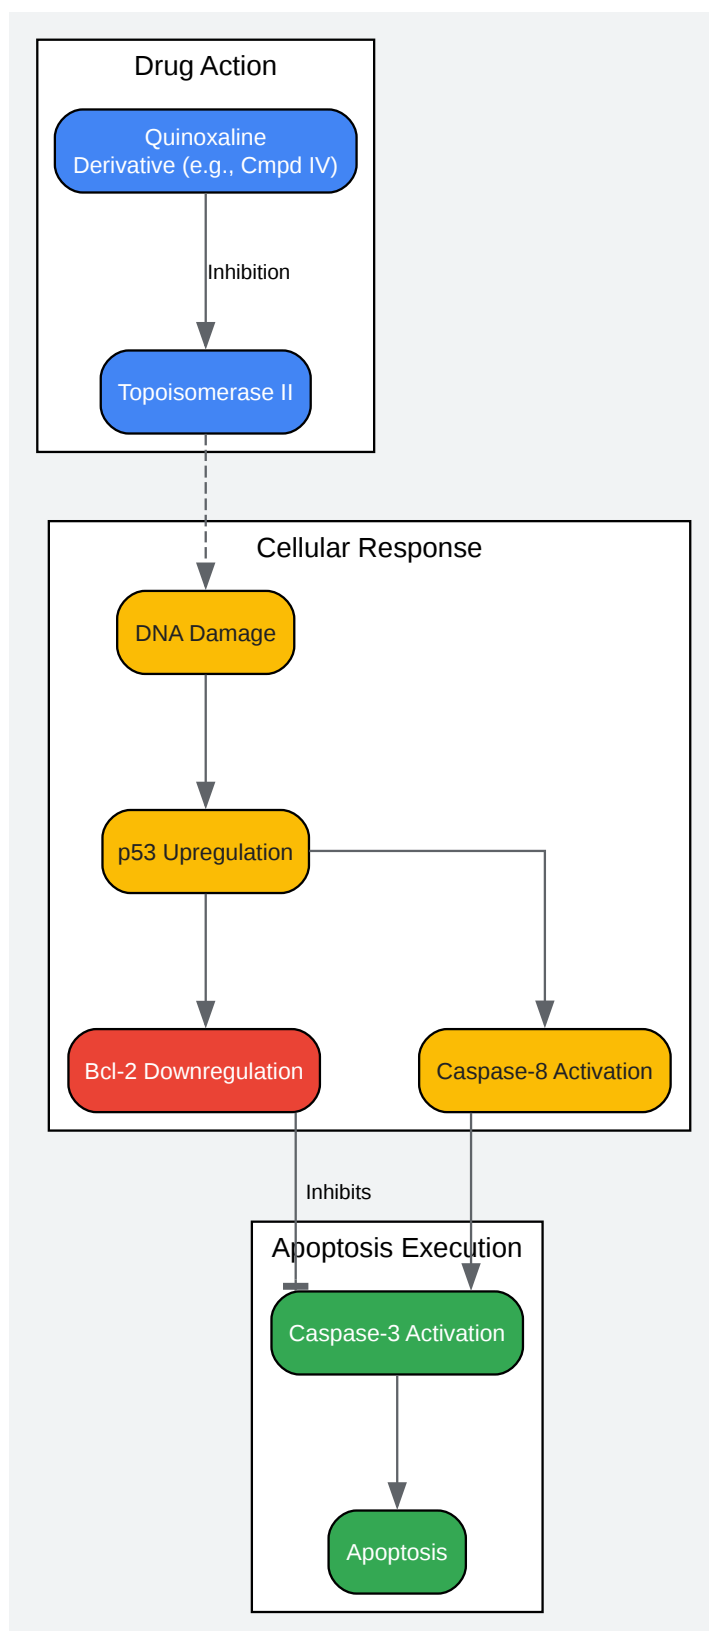 Drug Action
Quinoxaline
Derivative (e.g., Cmpd IV)
Inhibition
Topoisomerase II
Cellular Response
DNA Damage
p53 Upregulation
Bcl-2 Downregulation
Caspase-8 Activation
Inhibits
Apoptosis Execution
Caspase-3 Activation
Apoptosis